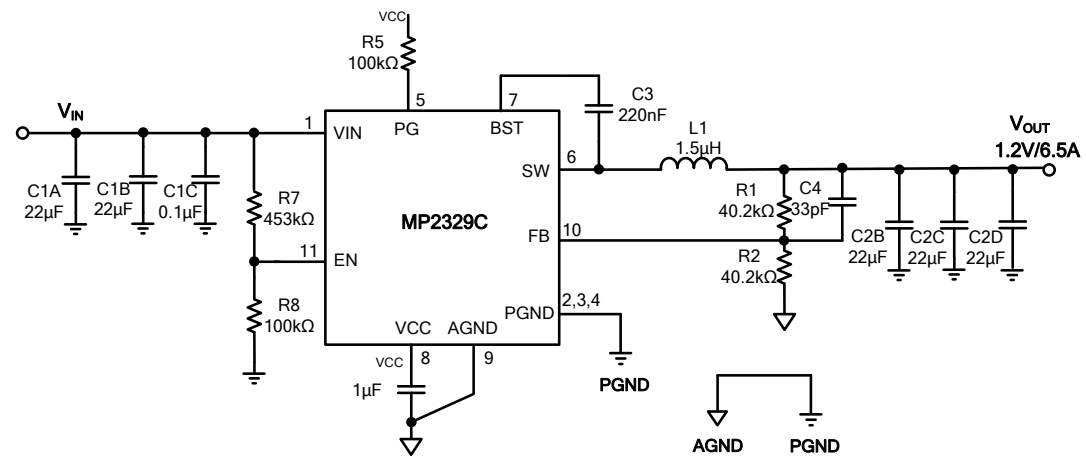 VCC
R5
100kΩ
5
7
C3
220nF
VIN
1
VIN
PG
BST
L1
1.5μH
VOUT
1.2V/6.5A
6
SW
C1A
22μF
C1B
22μF
C1C
0.1μF
R7
453kΩ
MP2329C
R1
40.2kΩ
C4
33pF
FB
10
C2B
22μF
C2C
22μF
C2D
22μF
11
EN
R2
40.2kΩ
R8
100kΩ
PGND
2,3,4
VCC
AGND
VCC
8
9
1μF
PGND
AGND
PGND